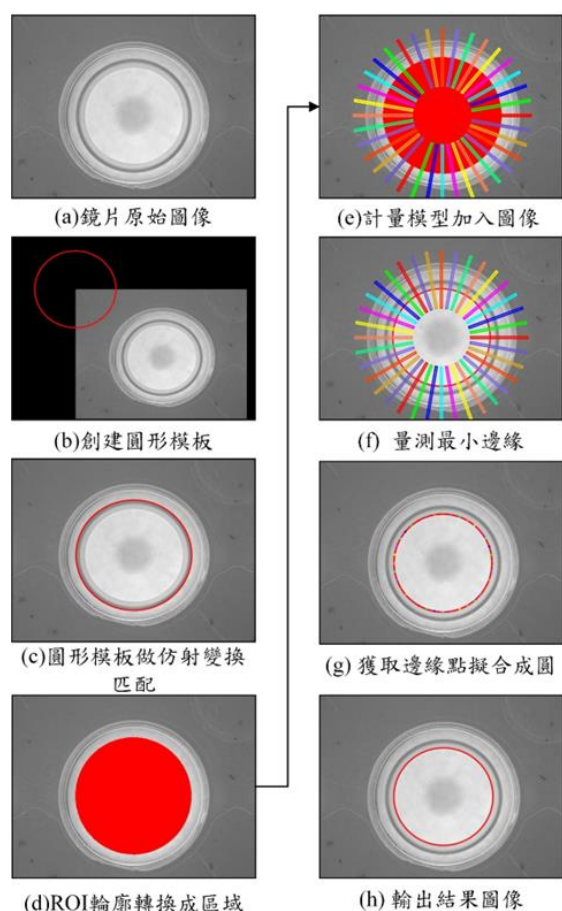 (a)鏡片原始圖像
(b)創建圓形模板
(c)圓形模板做仿射變換
匹配
(d)ROI輪廓轉換成區域
(e)計量模型加入圖像
(f) 量測最小邊緣
(g) 獲取邊緣點擬合成圓
(h) 輸出結果圖像